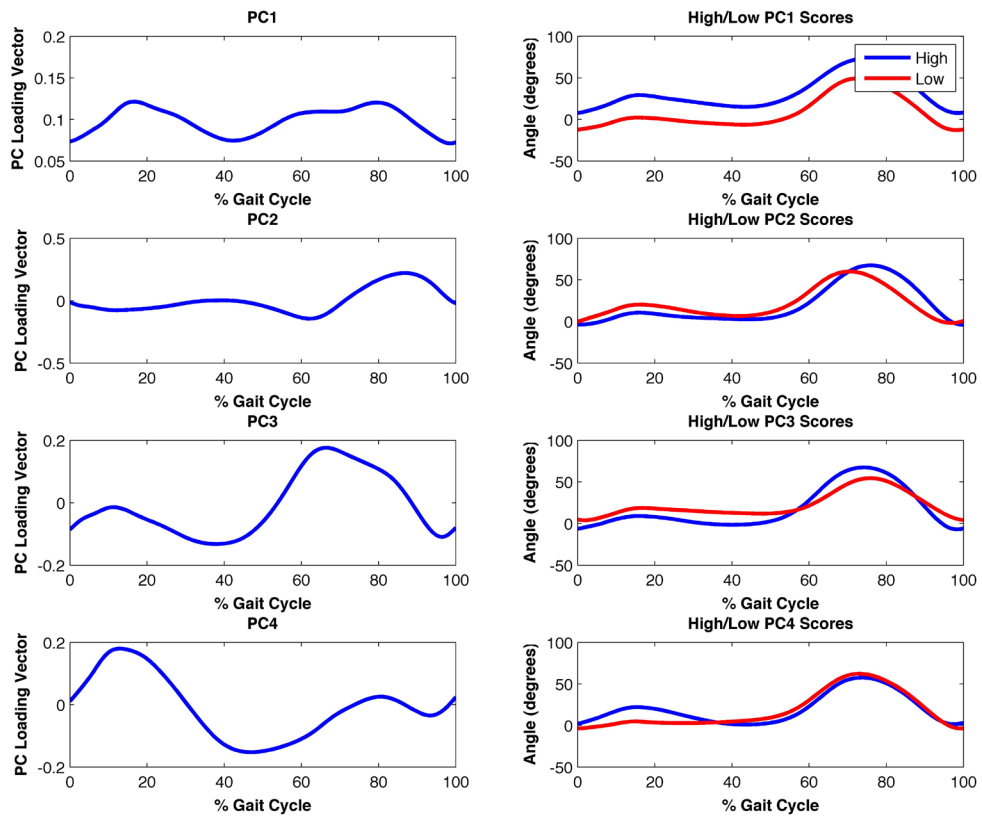 PC1
PC Loading Vector
0.2
0.15
0.1
0.05
0 20 40 60 80 100
% Gait Cycle
High/Low PC1 Scores
Angle (degrees)
100
50
0
-50
High
Low
0 20 40 60 80 100
% Gait Cycle
PC2
PC Loading Vector
0.5
0
-0.5
0 20 40 60 80 100
% Gait Cycle
High/Low PC2 Scores
Angle (degrees)
100
50
0
-50
0 20 40 60 80 100
% Gait Cycle
PC3
PC Loading Vector
0.2
0
-0.2
0 20 40 60 80 100
% Gait Cycle
High/Low PC3 Scores
Angle (degrees)
100
50
0
-50
0 20 40 60 80 100
% Gait Cycle
PC4
PC Loading Vector
0.2
0
-0.2
0 20 40 60 80 100
% Gait Cycle
High/Low PC4 Scores
Angle (degrees)
100
50
0
-50
0 20 40 60 80 100
% Gait Cycle